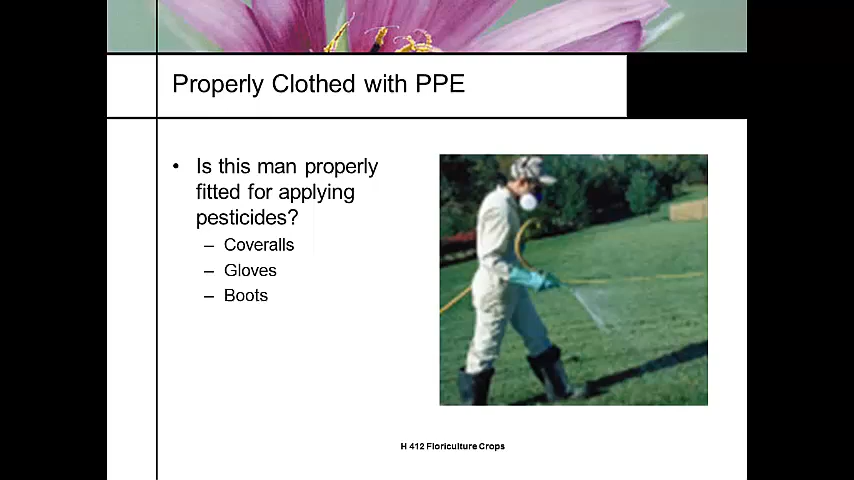 Properly Clothed with PPE
• Is this man properly
fitted for applying
pesticides?
– Coveralls
– Gloves
– Boots
H 412 Floriculture Crops